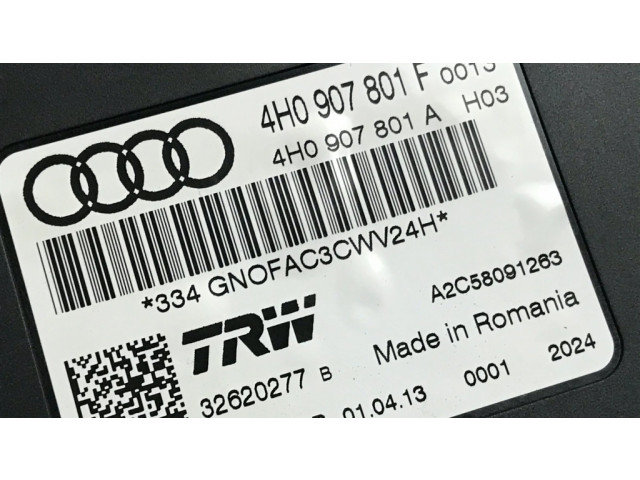 4H0 907 801 F 0013
4H0 907 801 A H03
*334 GNOFAC3CWV24H*
A2C58091263
TRW
Made in Romania
32620277 B
01.04.13 0001 2024